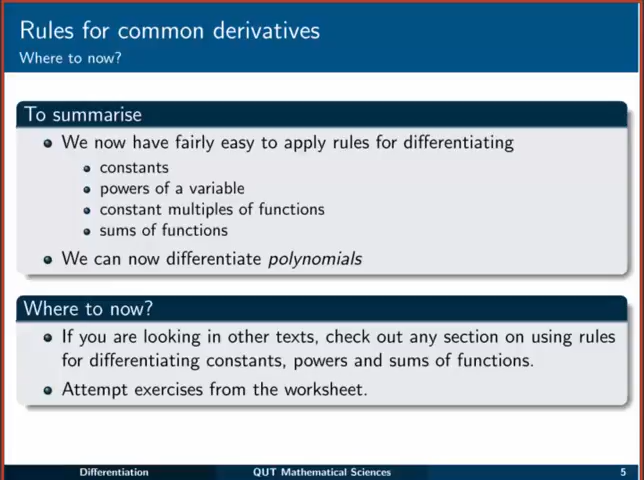 Rules for common derivatives
Where to now?
To summarise
We now have fairly easy to apply rules for differentiating
constants
powers of a variable
constant multiples of functions
sums of functions
We can now differentiate polynomials
Where to now?
If you are looking in other texts, check out any section on using rules
for differentiating constants, powers and sums of functions.
Attempt exercises from the worksheet.
Differentiation QUT Mathematical Sciences 5